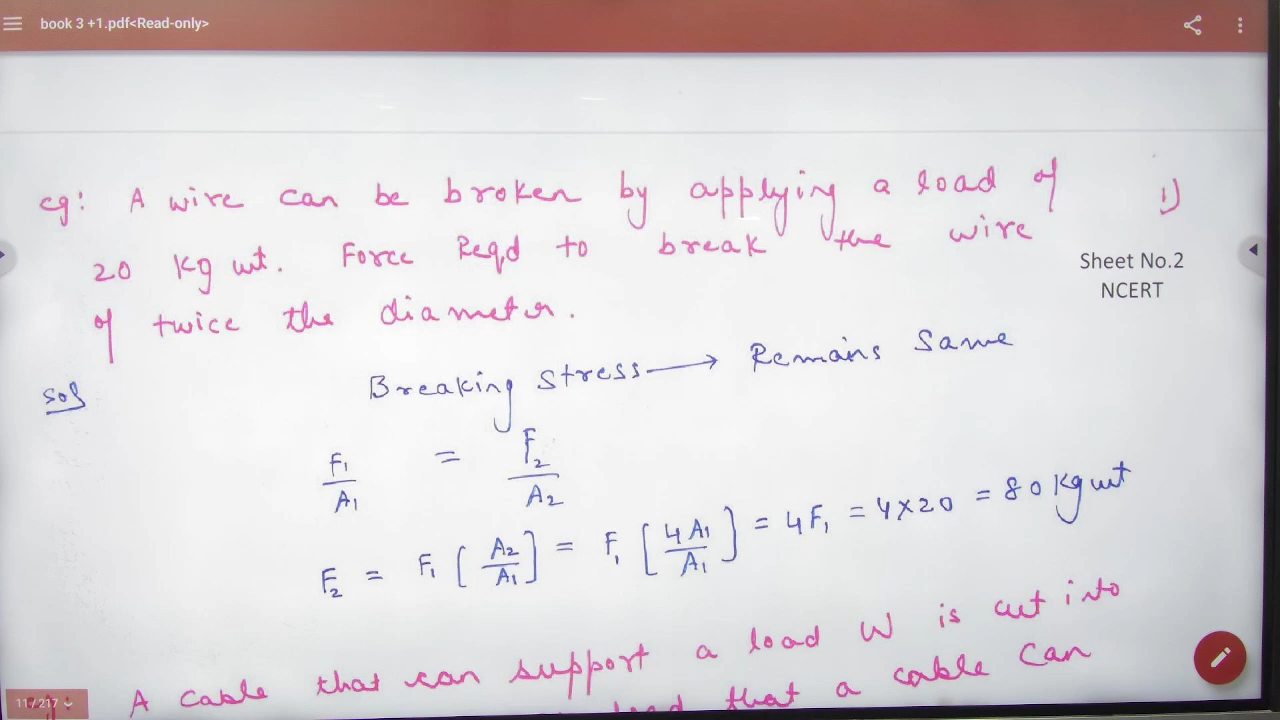 book 3 +1.pdf<Read-only>
eg: A wire can be broken by applying a load of
20 Kg wt. Force Reqd to break the wire
of twice the diameter.
1)
Sheet No.2
NCERT
Sol Breaking stress → Remains Same
F₁/A₁ = F₂/A₂
F₂ = F₁ [A₂/A₁] = F₁ [4A₁/A₁] = 4F₁ = 4×20 = 80 Kg wt
A cable that can support a load W is cut into
load that a cable can
11 / 217